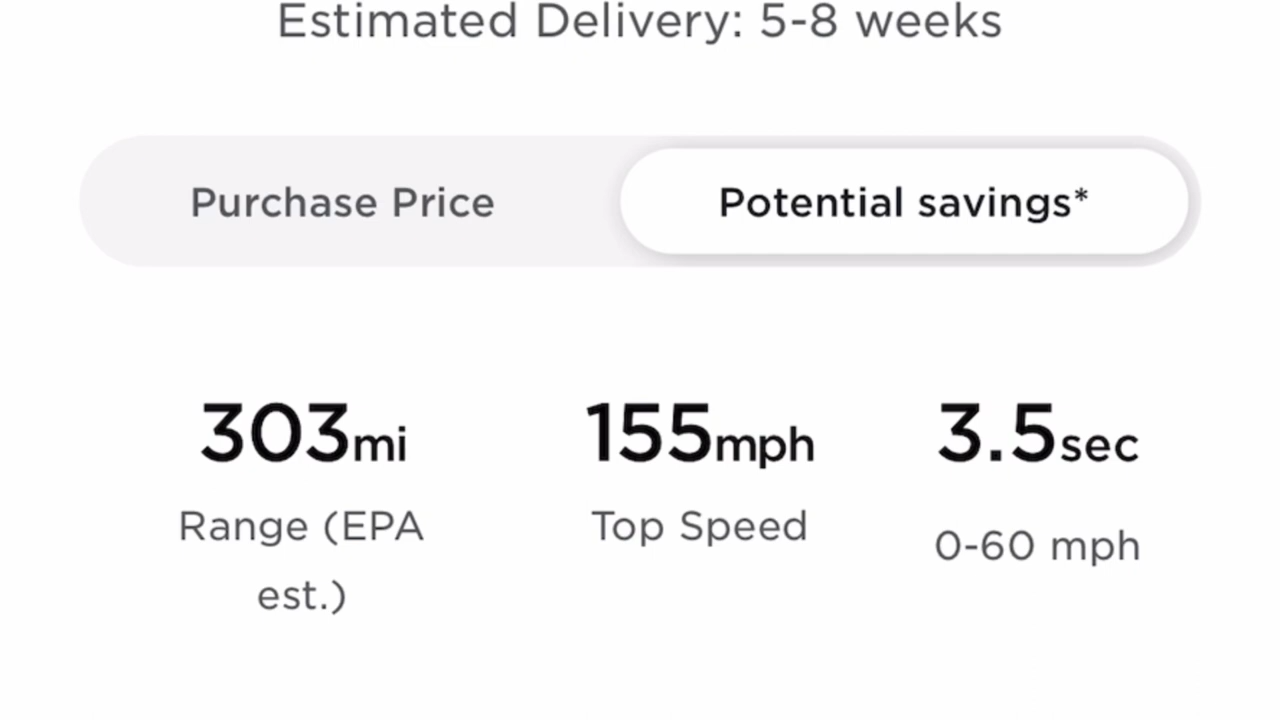 Estimated Delivery: 5-8 weeks
Purchase Price
Potential savings*
303mi
155mph
3.5sec
Range (EPA
est.)
Top Speed
0-60 mph